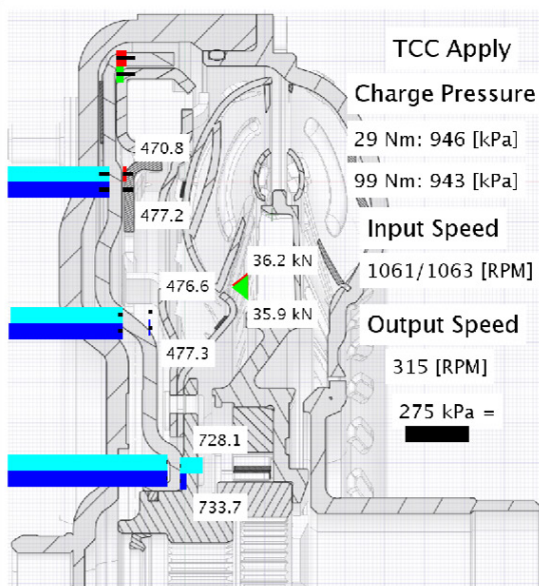 TCC Apply
Charge Pressure
29 Nm: 946 [kPa]
99 Nm: 943 [kPa]
Input Speed
1061/1063 [RPM]
Output Speed
315 [RPM]
275 kPa =
470.8
477.2
476.6
36.2 kN
35.9 kN
477.3
728.1
733.7